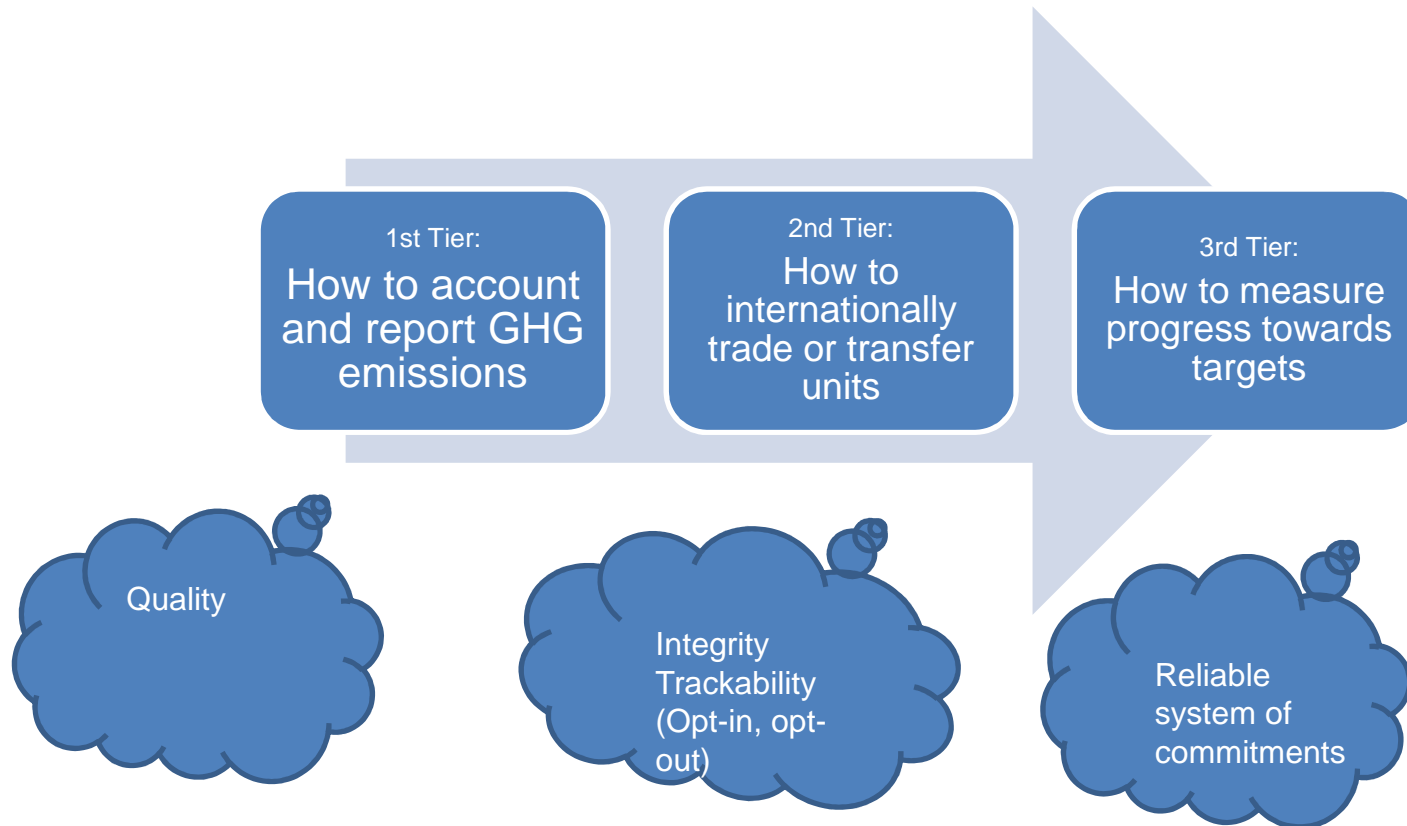 1st Tier:
How to account
and report GHG
emissions
2nd Tier:
How to
internationally
trade or transfer
units
3rd Tier:
How to measure
progress towards
targets
Quality
Integrity
Trackability
(Opt-in, opt-
out)
Reliable
system of
commitments